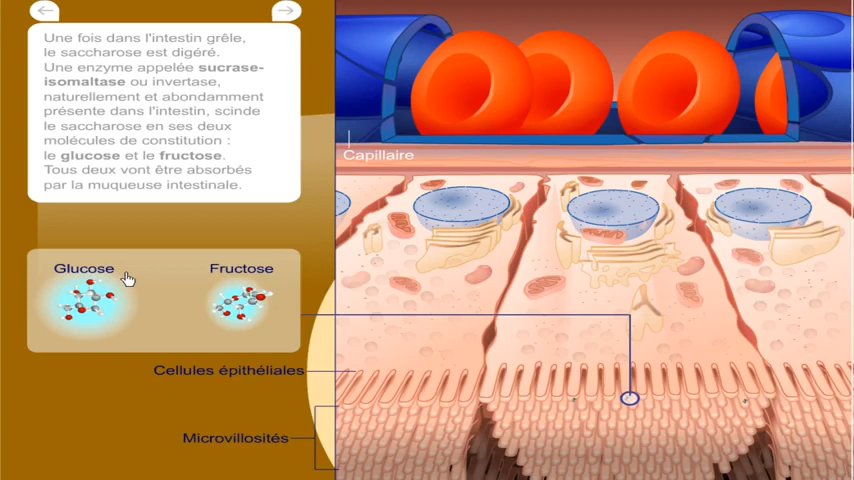 Une fois dans l'intestin grêle,
le saccharose est digéré.
Une enzyme appelée sucrase-
isomaltase ou invertase,
naturellement et abondamment
présente dans l'intestin, scinde
le saccharose en ses deux
molécules de constitution :
le glucose et le fructose.
Tous deux vont être absorbés
par la muqueuse intestinale.
Glucose
Fructose
Capillaire
Cellules épithéliales
Microvillosités